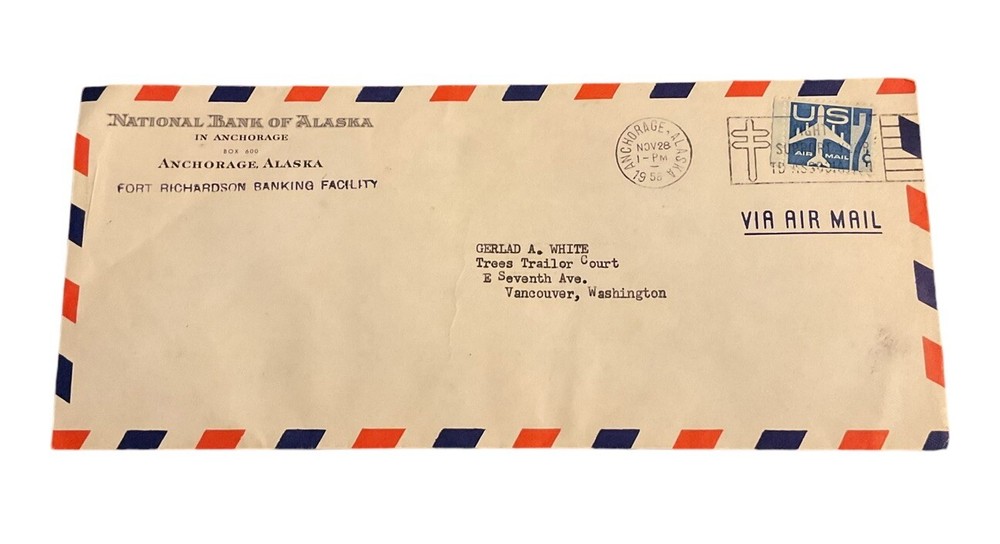 NATIONAL BANK OF ALASKA
IN ANCHORAGE
BOX 600
ANCHORAGE, ALASKA
FORT RICHARDSON BANKING FACILITY
ANCHORAGE, ALASKA
NOV 28
1-PM
1958
US
7c
AIR MAIL
VIA AIR MAIL
GERLAD A. WHITE
Trees Trailor Court
E Seventh Ave.
Vancouver, Washington